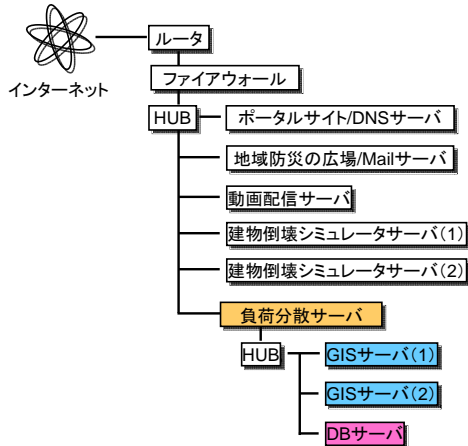 ルータ
インターネット
ファイアウォール
HUB
ポータルサイト/DNSサーバ
地域防災の広場/Mailサーバ
動画配信サーバ
建物倒壊シミュレータサーバ(1)
建物倒壊シミュレータサーバ(2)
負荷分散サーバ
HUB
GISサーバ(1)
GISサーバ(2)
DBサーバ